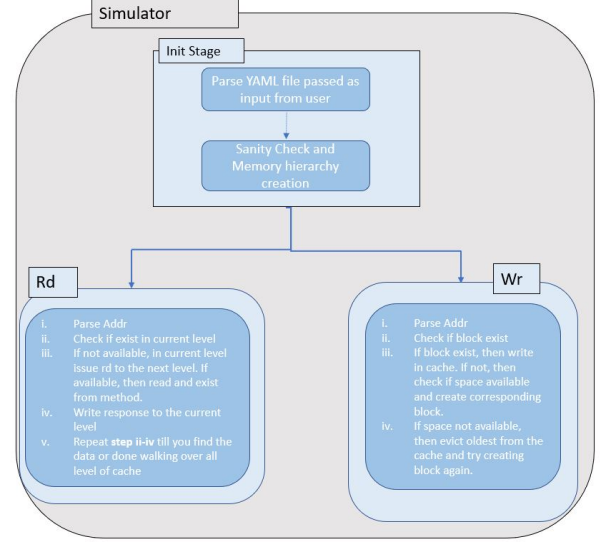 Simulator
Init Stage
Parse YAML file passed as
input from user
Sanity Check and
Memory hierarchy
creation
Rd
i. Parse Addr
ii. Check if exist in current level
iii. If not available, in current level
issue rd to the next level. If
available, then read and exist
from method.
iv. Write response to the current
level
v. Repeat step ii-iv till you find the
data or done walking over all
level of cache
Wr
i. Parse Addr
ii. Check if block exist
iii. If block exist, then write
in cache. If not, then
check if space available
and create corresponding
block.
iv. If space not available,
then evict oldest from the
cache and try creating
block again.